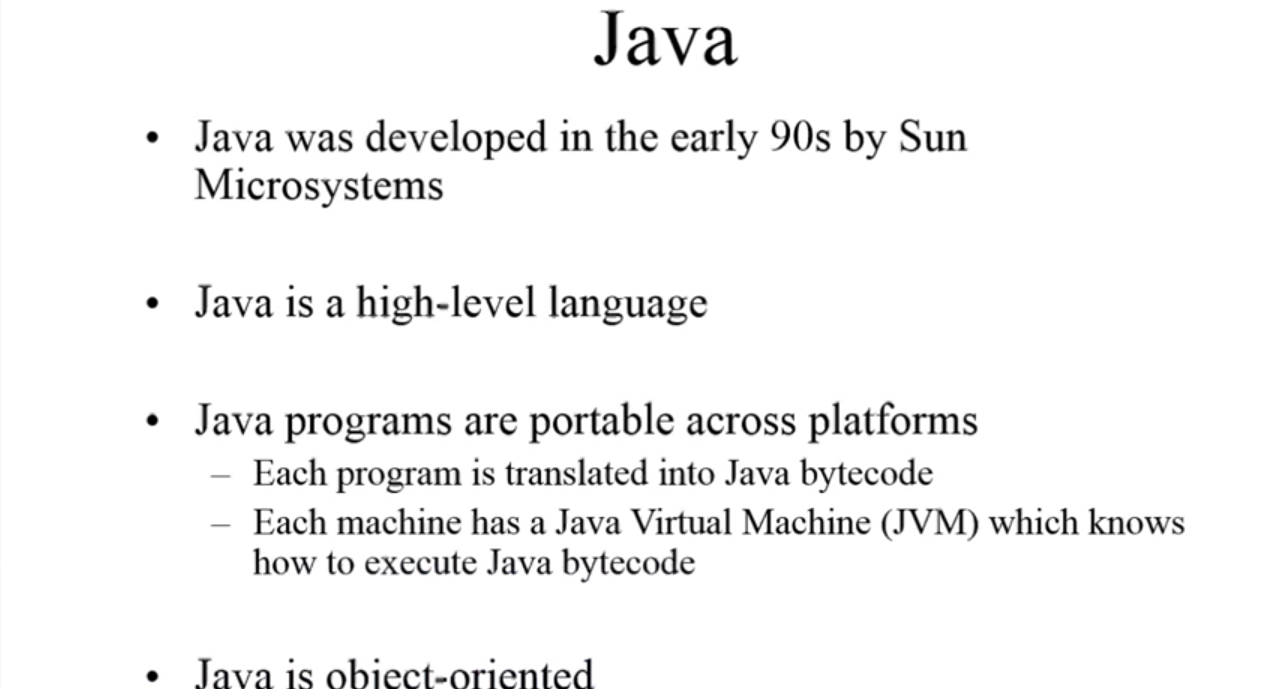 Java
• Java was developed in the early 90s by Sun
Microsystems
• Java is a high-level language
• Java programs are portable across platforms
– Each program is translated into Java bytecode
– Each machine has a Java Virtual Machine (JVM) which knows
how to execute Java bytecode
• Java is object-oriented